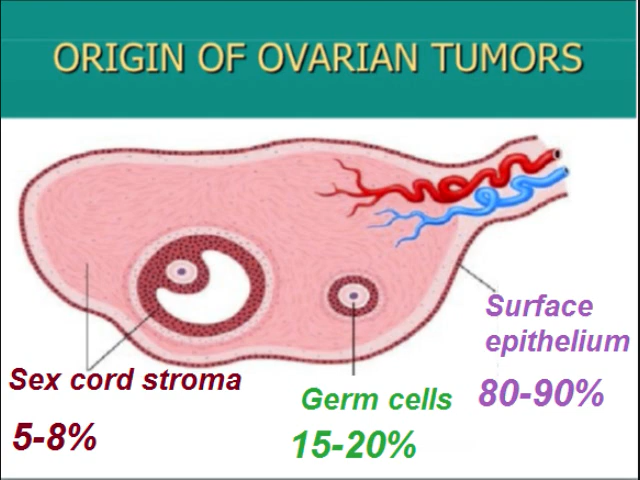 ORIGIN OF OVARIAN TUMORS
Surface
epithelium
80-90%
Sex cord stroma
5-8%
Germ cells
15-20%